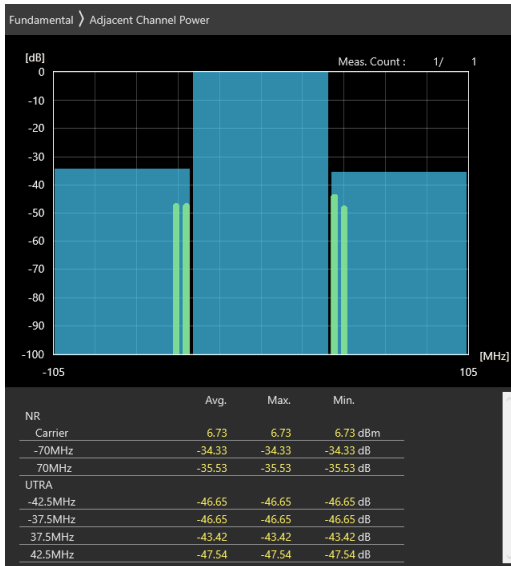 Fundamental 〉 Adjacent Channel Power
[dB]
Meas. Count : 1/ 1
0
-10
-20
-30
-40
-50
-60
-70
-80
-90
-100
[MHz]
-105 105
Avg. Max. Min.
NR
Carrier 6.73 6.73 6.73 dBm
-70MHz -34.33 -34.33 -34.33 dB
70MHz -35.53 -35.53 -35.53 dB
UTRA
-42.5MHz -46.65 -46.65 -46.65 dB
-37.5MHz -46.65 -46.65 -46.65 dB
37.5MHz -43.42 -43.42 -43.42 dB
42.5MHz -47.54 -47.54 -47.54 dB